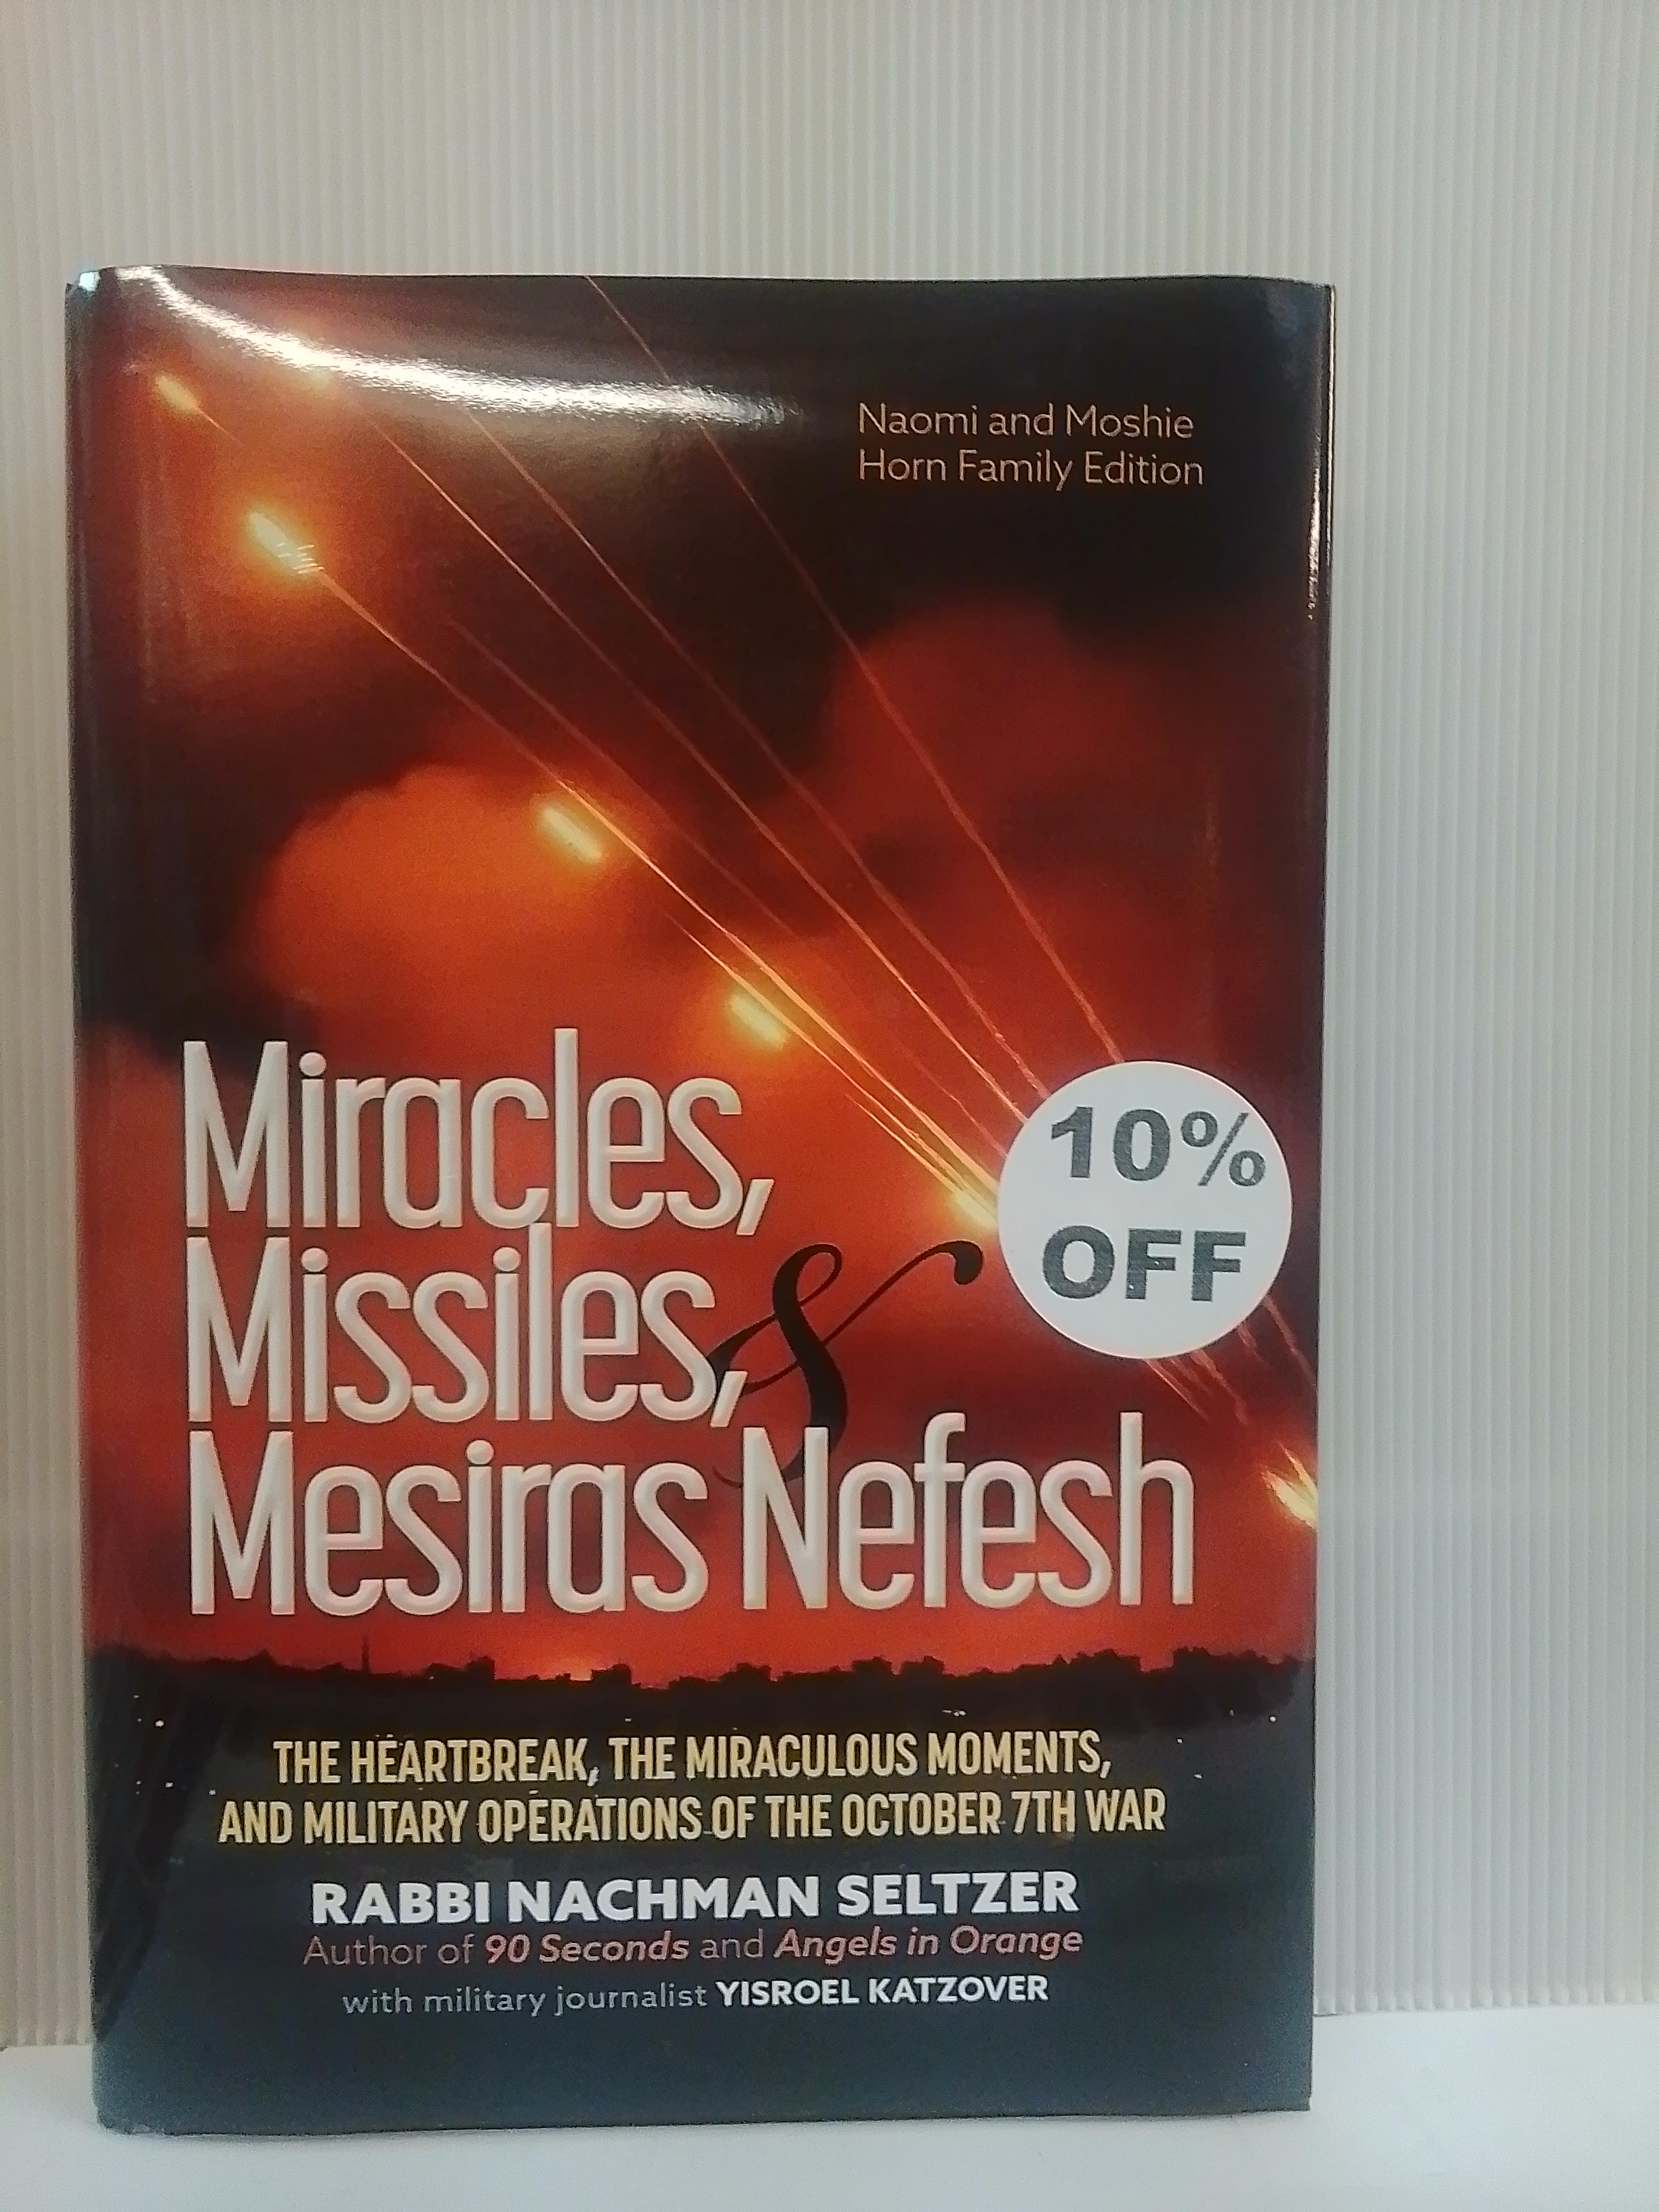 Naomi and Moshie
Horn Family Edition
Miracles,
Missiles, &
Mesiras Nefesh
10%
OFF
THE HEARTBREAK, THE MIRACULOUS MOMENTS,
AND MILITARY OPERATIONS OF THE OCTOBER 7TH WAR
RABBI NACHMAN SELTZER
Author of 90 Seconds and Angels in Orange
with military journalist YISROEL KATZOVER